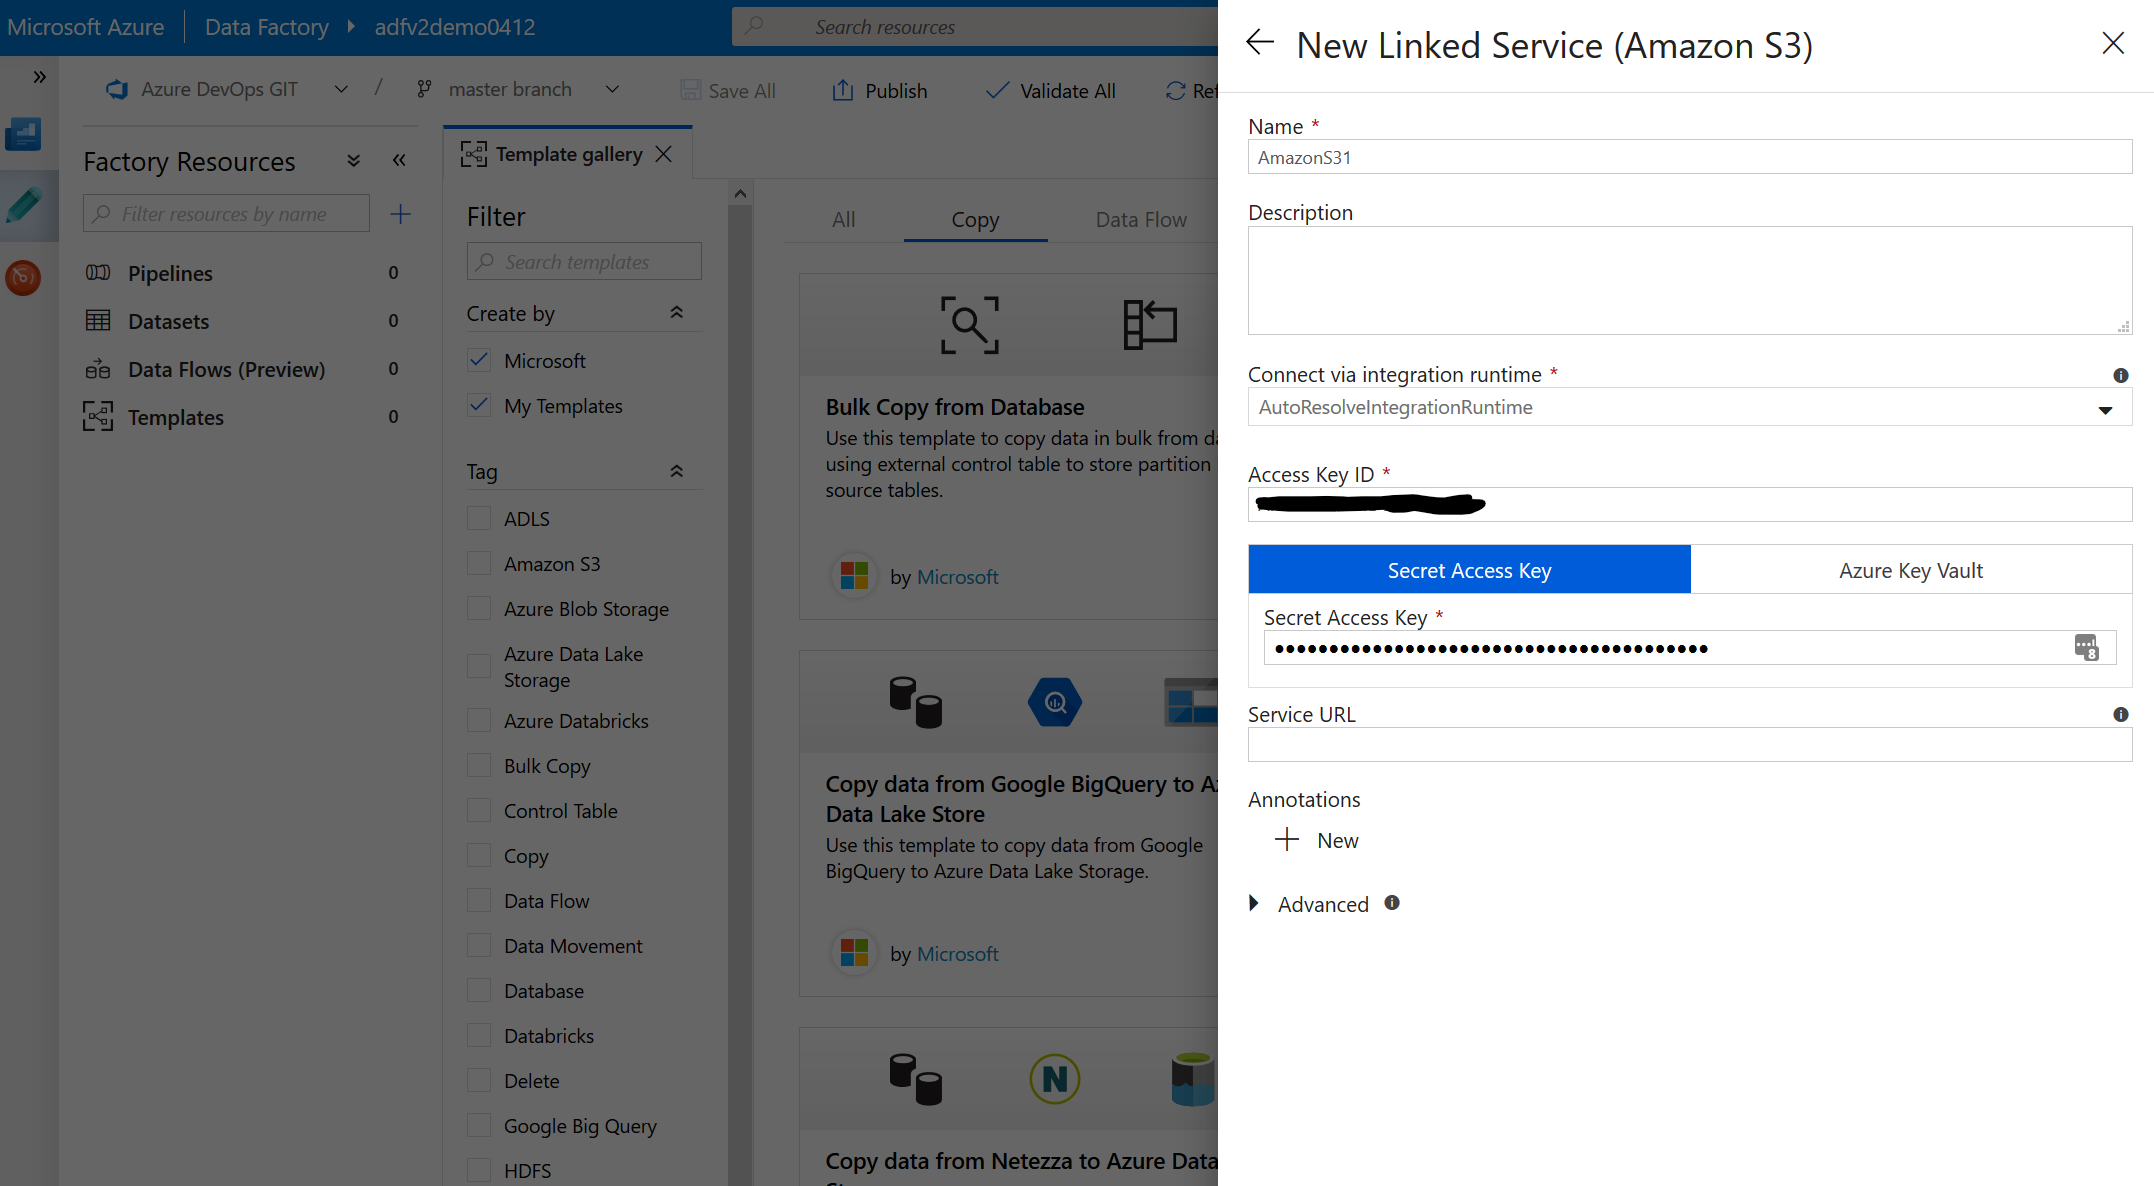 Microsoft Azure
Data Factory
adfv2demo0412
Search resources
Azure DevOps GIT
/
master branch
Save All
Publish
Validate All
Factory Resources
Filter resources by name
Pipelines 0
Datasets 0
Data Flows (Preview) 0
Templates 0
Template gallery
Filter
Search templates
Create by
Microsoft
My Templates
Tag
ADLS
Amazon S3
Azure Blob Storage
Azure Data Lake
Storage
Azure Databricks
Bulk Copy
Control Table
Copy
Data Flow
Data Movement
Database
Databricks
Delete
Google Big Query
HDFS
All
Copy
Data Flow
Bulk Copy from Database
Use this template to copy data in bulk from
using external control table to store partition
source tables.
by Microsoft
Copy data from Google BigQuery to
Data Lake Store
Use this template to copy data from Google
BigQuery to Azure Data Lake Storage.
by Microsoft
N
Copy data from Netezza to Azure Data
New Linked Service (Amazon S3)
Name *
AmazonS31
Description
Connect via integration runtime *
AutoResolveIntegrationRuntime
Access Key ID *
Secret Access Key
Azure Key Vault
Secret Access Key *
8
Service URL
Annotations
New
Advanced